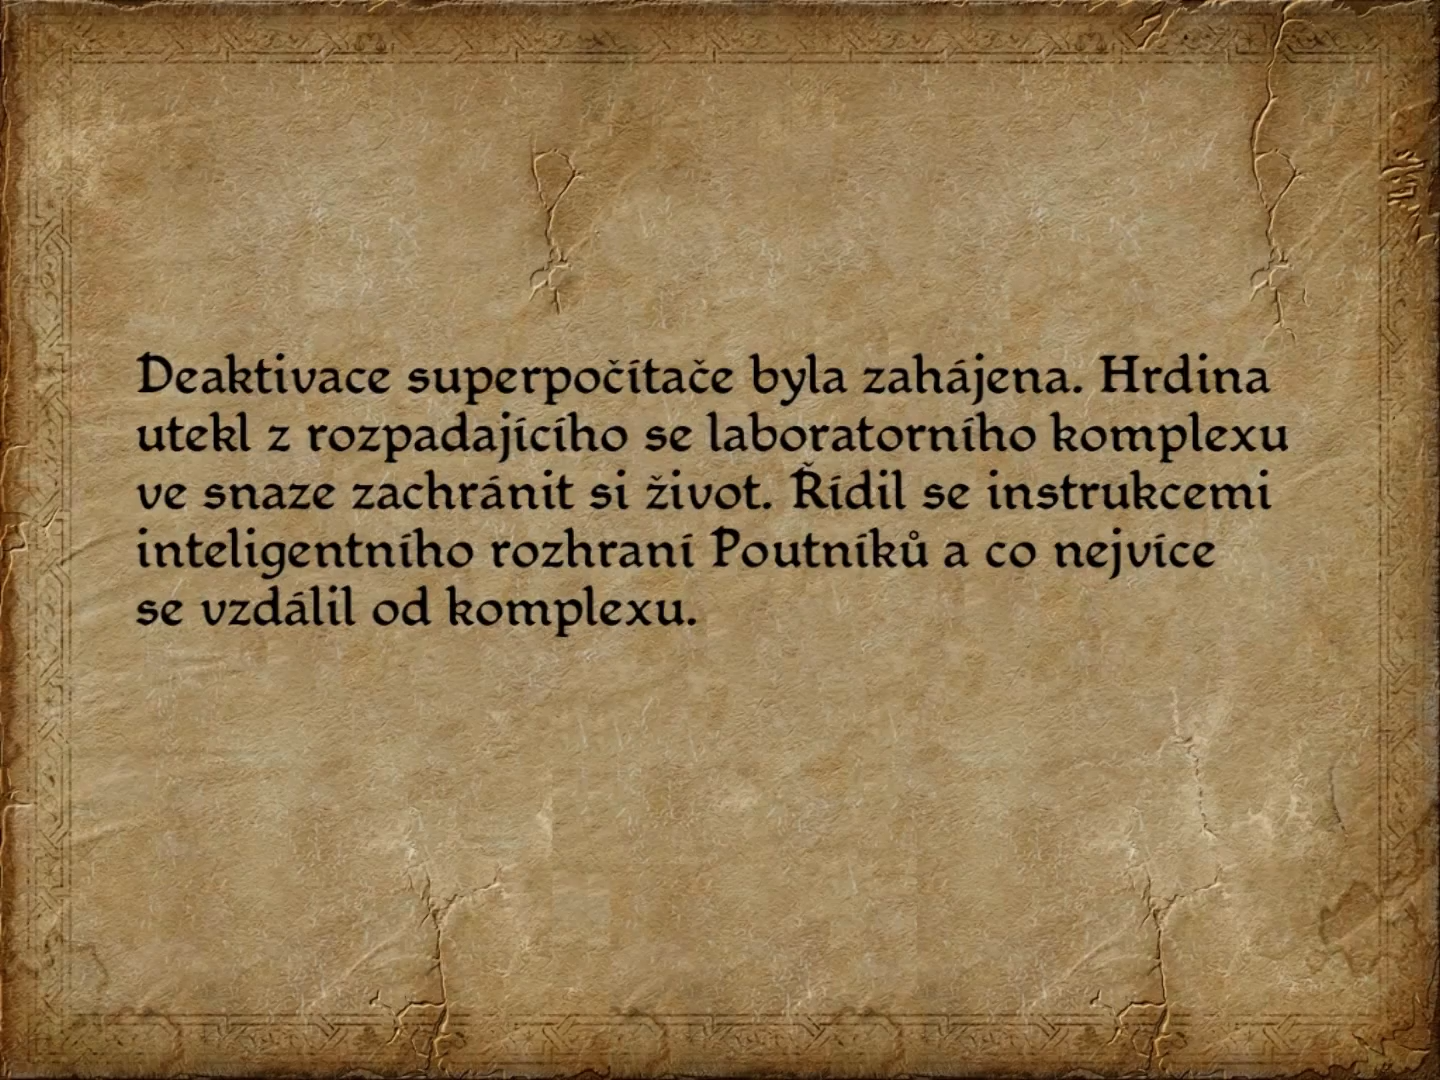 Deaktivace superpočítače byla zahájena. Hrdina
utekl z rozpadajícího se laboratorního komplexu
ve snaze zachránit si život. Řídil se instrukcemi
inteligentního rozhraní Poutníků a co nejvíce
se vzdálil od komplexu.